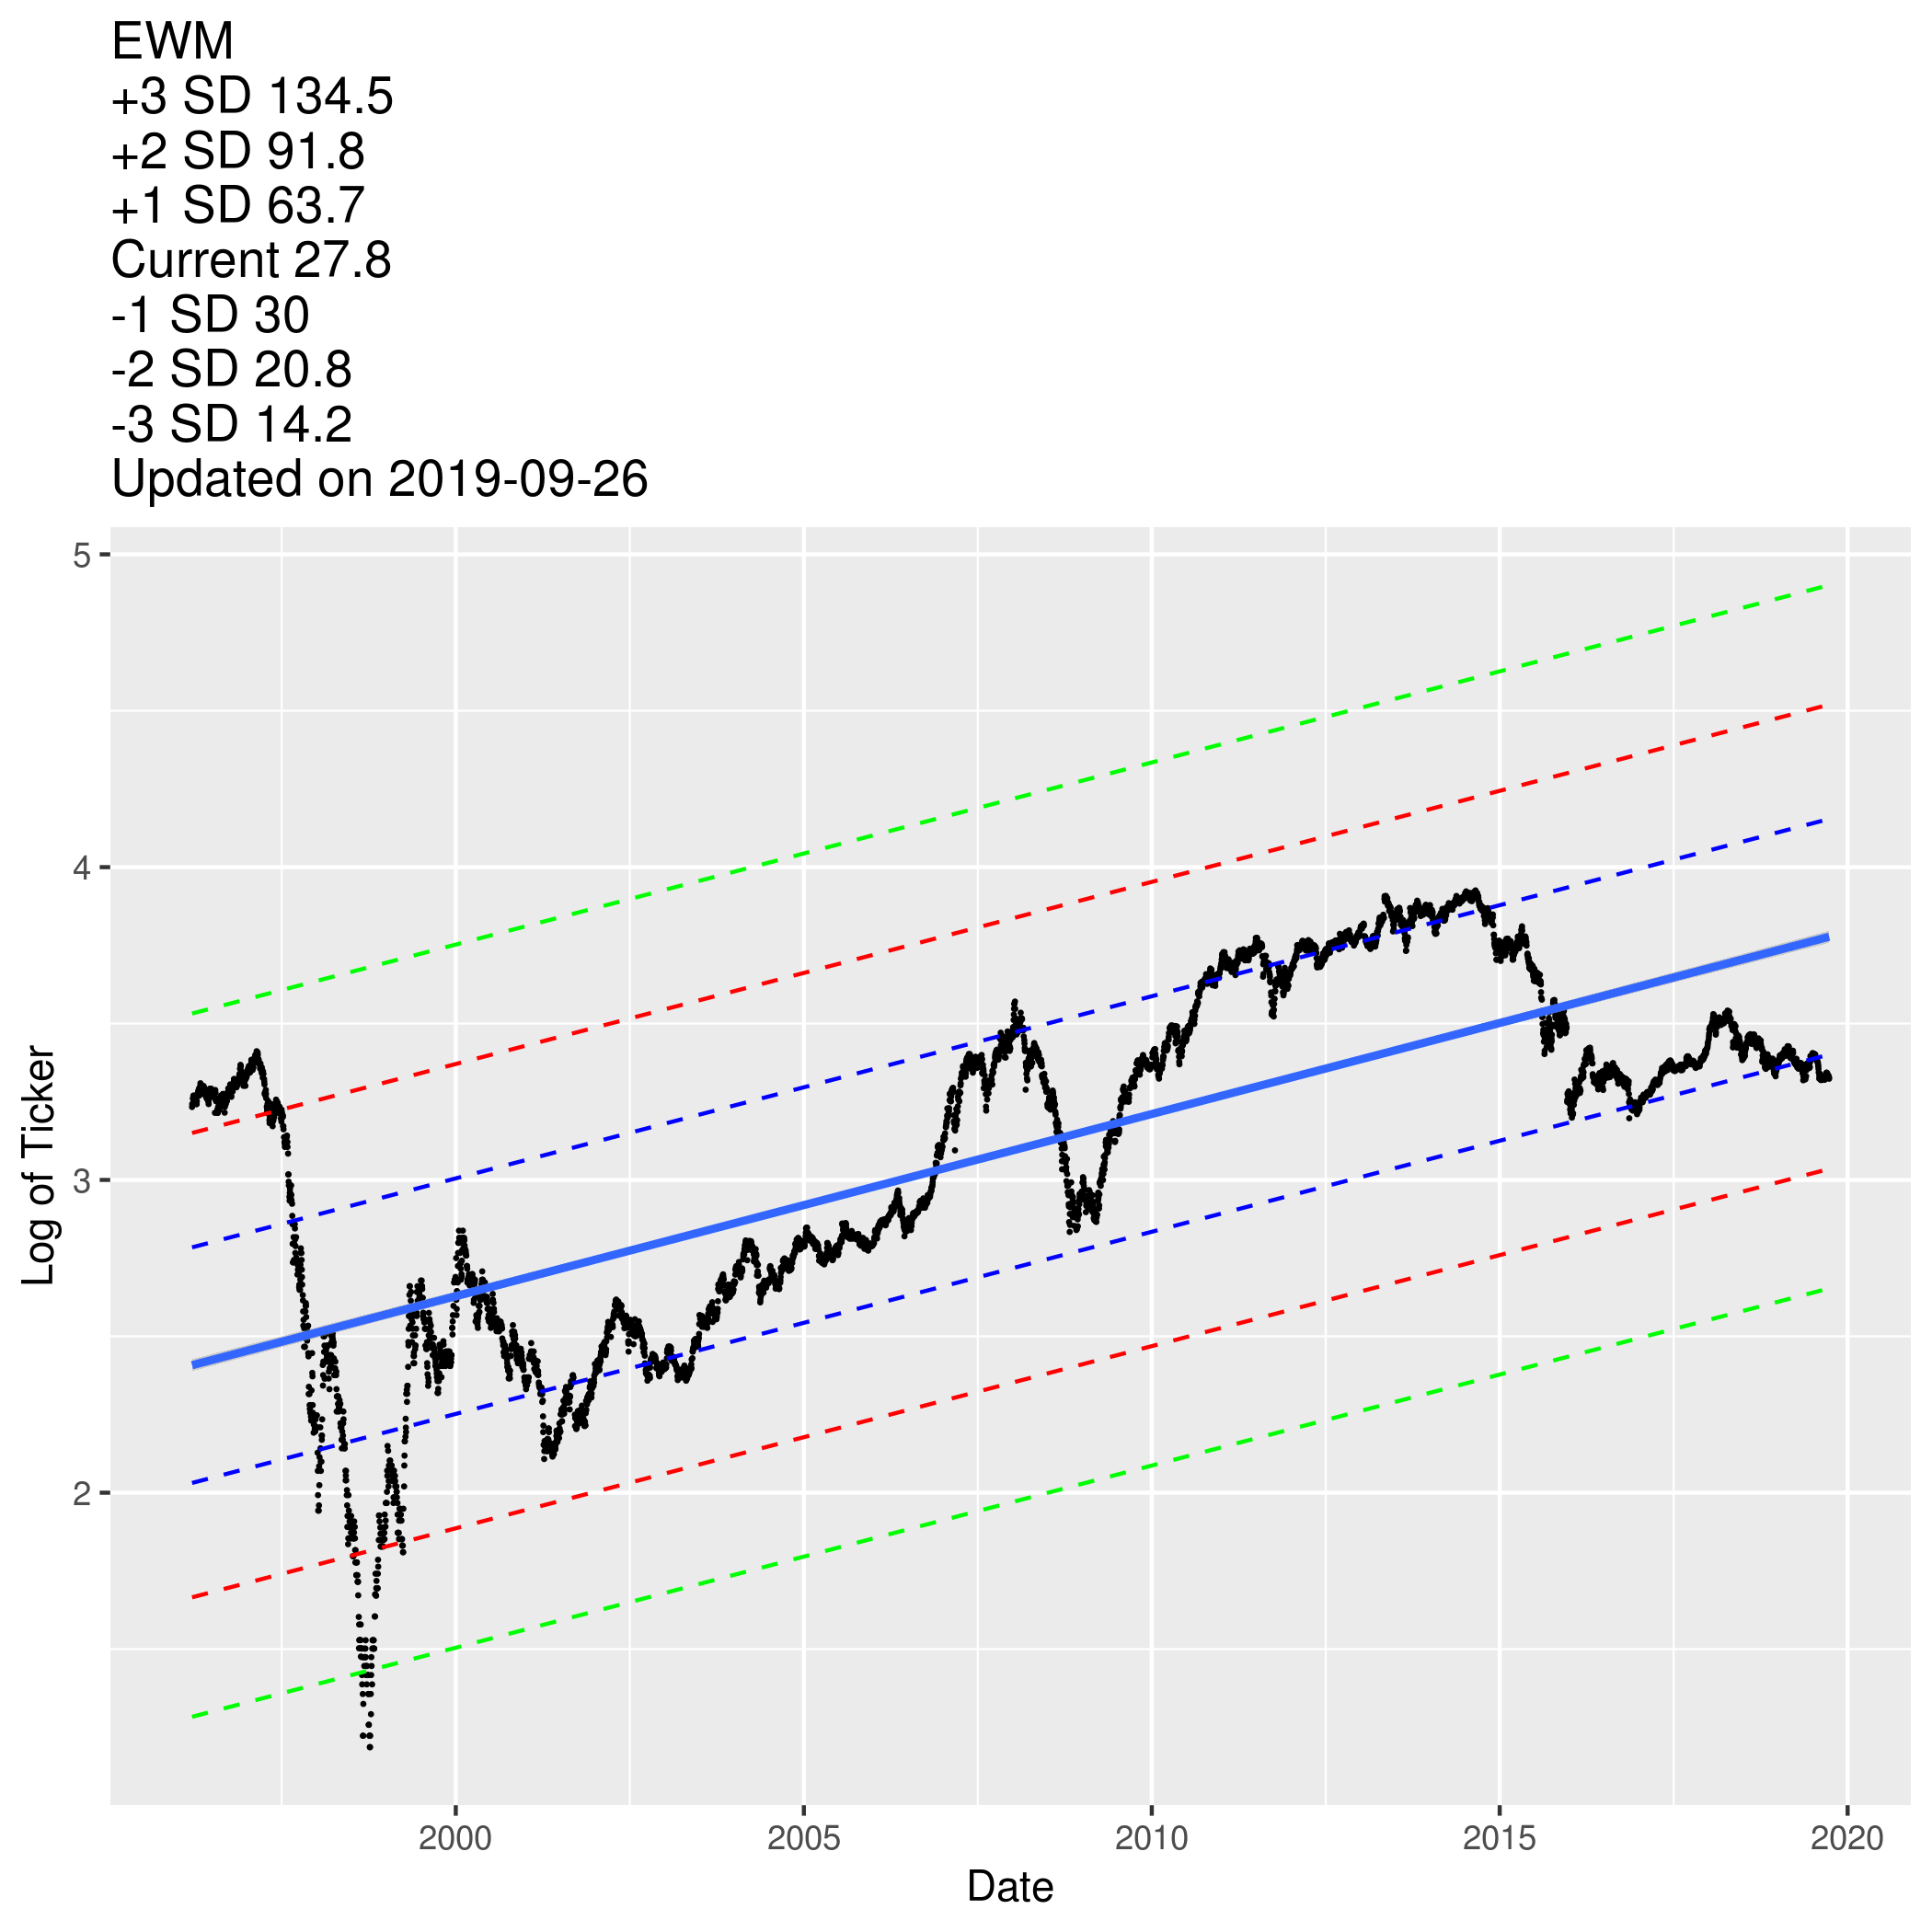 EWM
+3 SD 134.5
+2 SD 91.8
+1 SD 63.7
Current 27.8
-1 SD 30
-2 SD 20.8
-3 SD 14.2
Updated on 2019-09-26
5
4
3
2
Log of Ticker
2000 2005 2010 2015 2020
Date